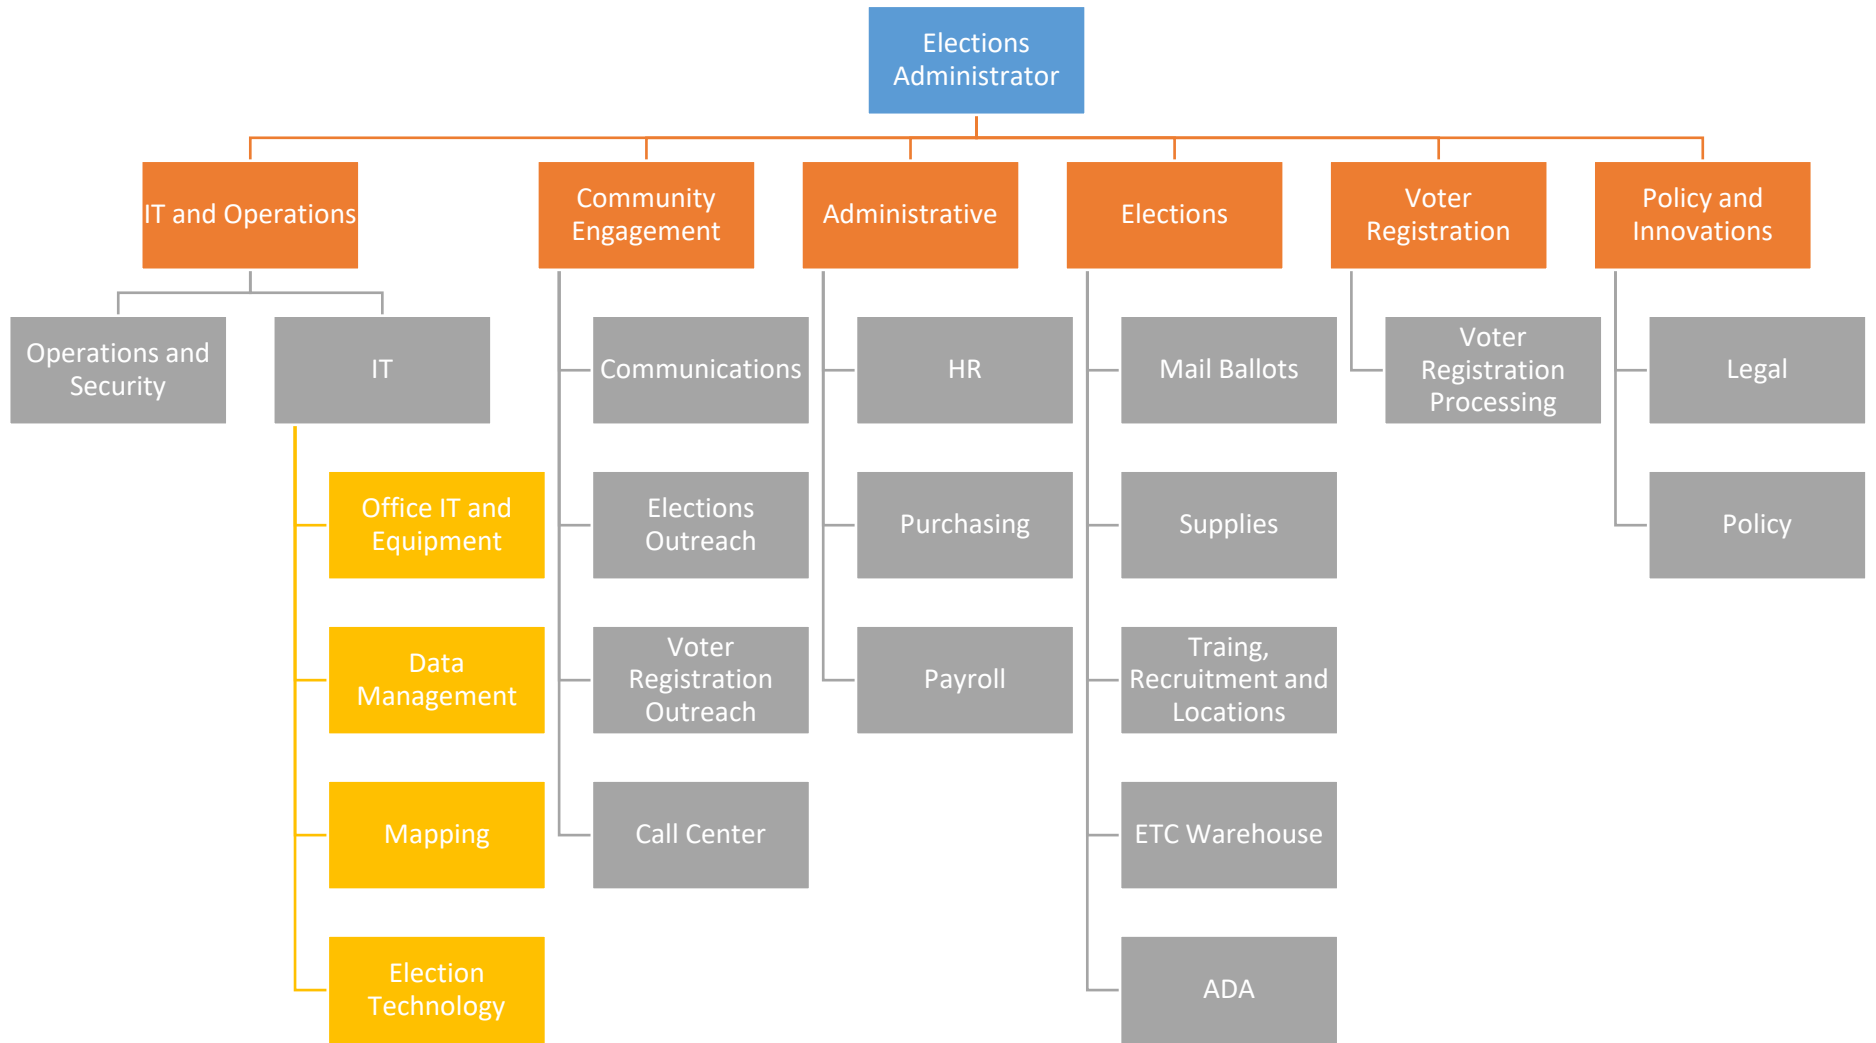 Elections
Administrator
IT and Operations
Community
Engagement
Administrative
Elections
Voter
Registration
Policy and
Innovations
Operations and
Security
IT
Communications
HR
Mail Ballots
Voter
Registration
Processing
Legal
Office IT and
Equipment
Elections
Outreach
Purchasing
Supplies
Policy
Data
Management
Voter
Registration
Outreach
Payroll
Traing,
Recruitment and
Locations
Mapping
Call Center
ETC Warehouse
Election
Technology
ADA